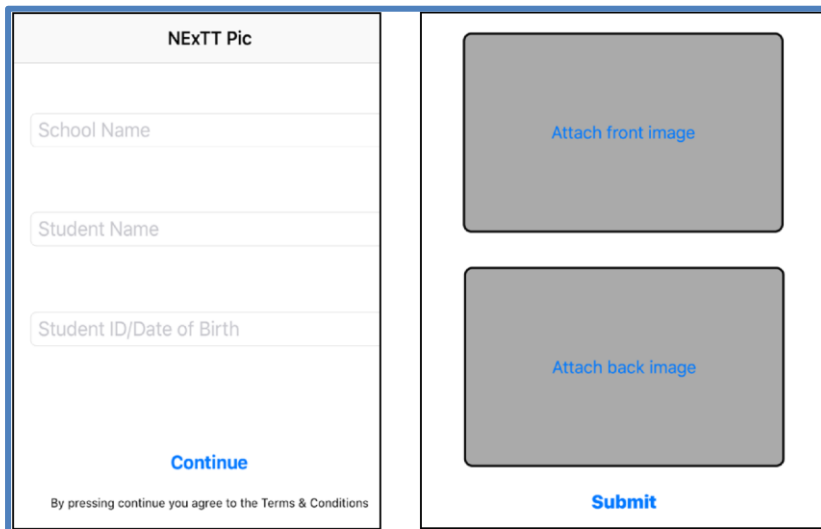 NExTT Pic
School Name
Student Name
Student ID/Date of Birth
Continue
By pressing continue you agree to the Terms & Conditions
Attach front image
Attach back image
Submit